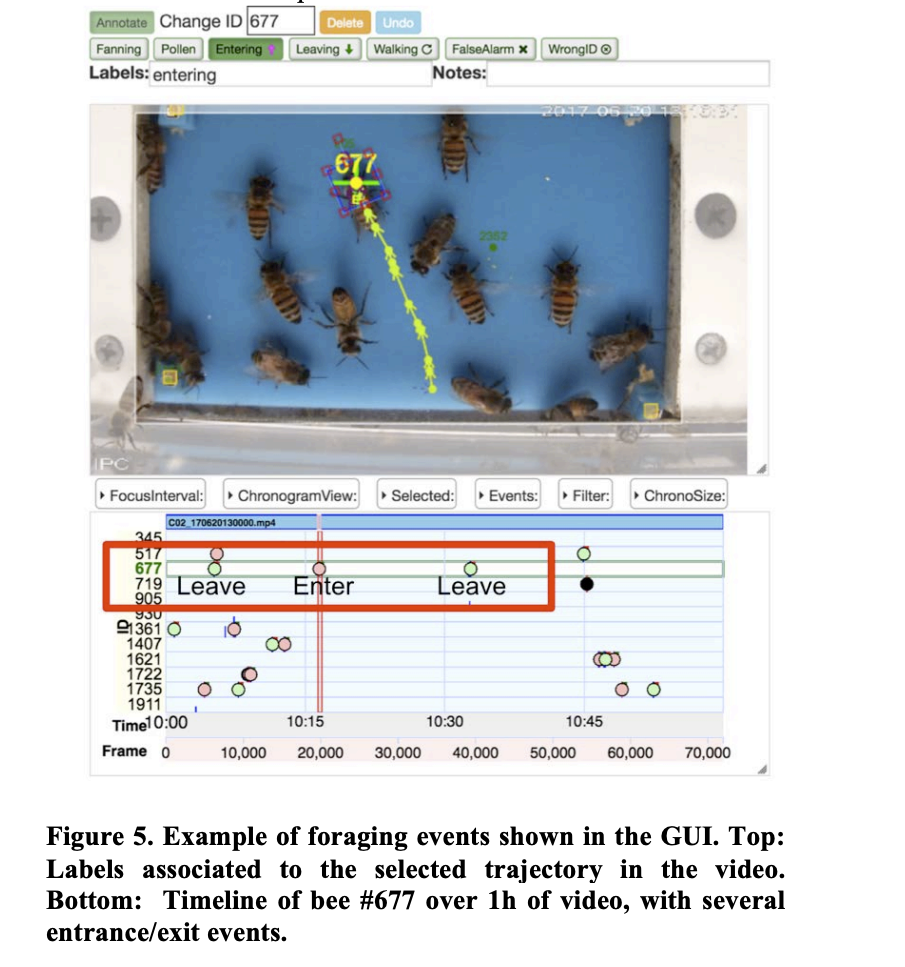 Annotate Change ID 677 Delete Undo
Fanning Pollen Entering Leaving Walking FalseAlarm WrongID
Labels: entering Notes:
677
E
2362
IPC
FocusInterval: ChronogramView: Selected: Events: Filter: ChronoSize:
C02_170620130000.mp4
345
517
677
719
905
Leave Enter Leave
930
1361
1407
1621
1722
1735
1911
ID
Time 10:00 10:15 10:30 10:45
Frame 0 10,000 20,000 30,000 40,000 50,000 60,000 70,000
Figure 5. Example of foraging events shown in the GUI. Top:
Labels associated to the selected trajectory in the video.
Bottom: Timeline of bee #677 over 1h of video, with several
entrance/exit events.